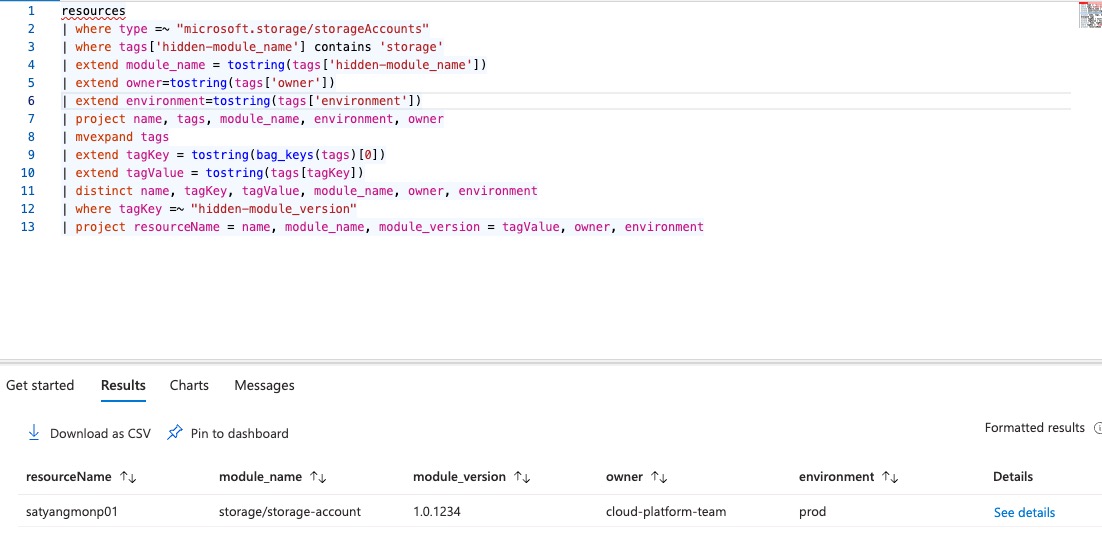 1 resources
2 | where type =~ "microsoft.storage/storageAccounts"
3 | where tags['hidden-module_name'] contains 'storage'
4 | extend module_name = tostring(tags['hidden-module_name'])
5 | extend owner=tostring(tags['owner'])
6 | extend environment=tostring(tags['environment'])
7 | project name, tags, module_name, environment, owner
8 | mvexpand tags
9 | extend tagKey = tostring(bag_keys(tags)[0])
10 | extend tagValue = tostring(tags[tagKey])
11 | distinct name, tagKey, tagValue, module_name, owner, environment
12 | where tagKey =~ "hidden-module_version"
13 | project resourceName = name, module_name, module_version = tagValue, owner, environment
Get started Results Charts Messages
Download as CSV Pin to dashboard Formatted results
resourceName module_name module_version owner environment Details
satyangmonp01 storage/storage-account 1.0.1234 cloud-platform-team prod See details